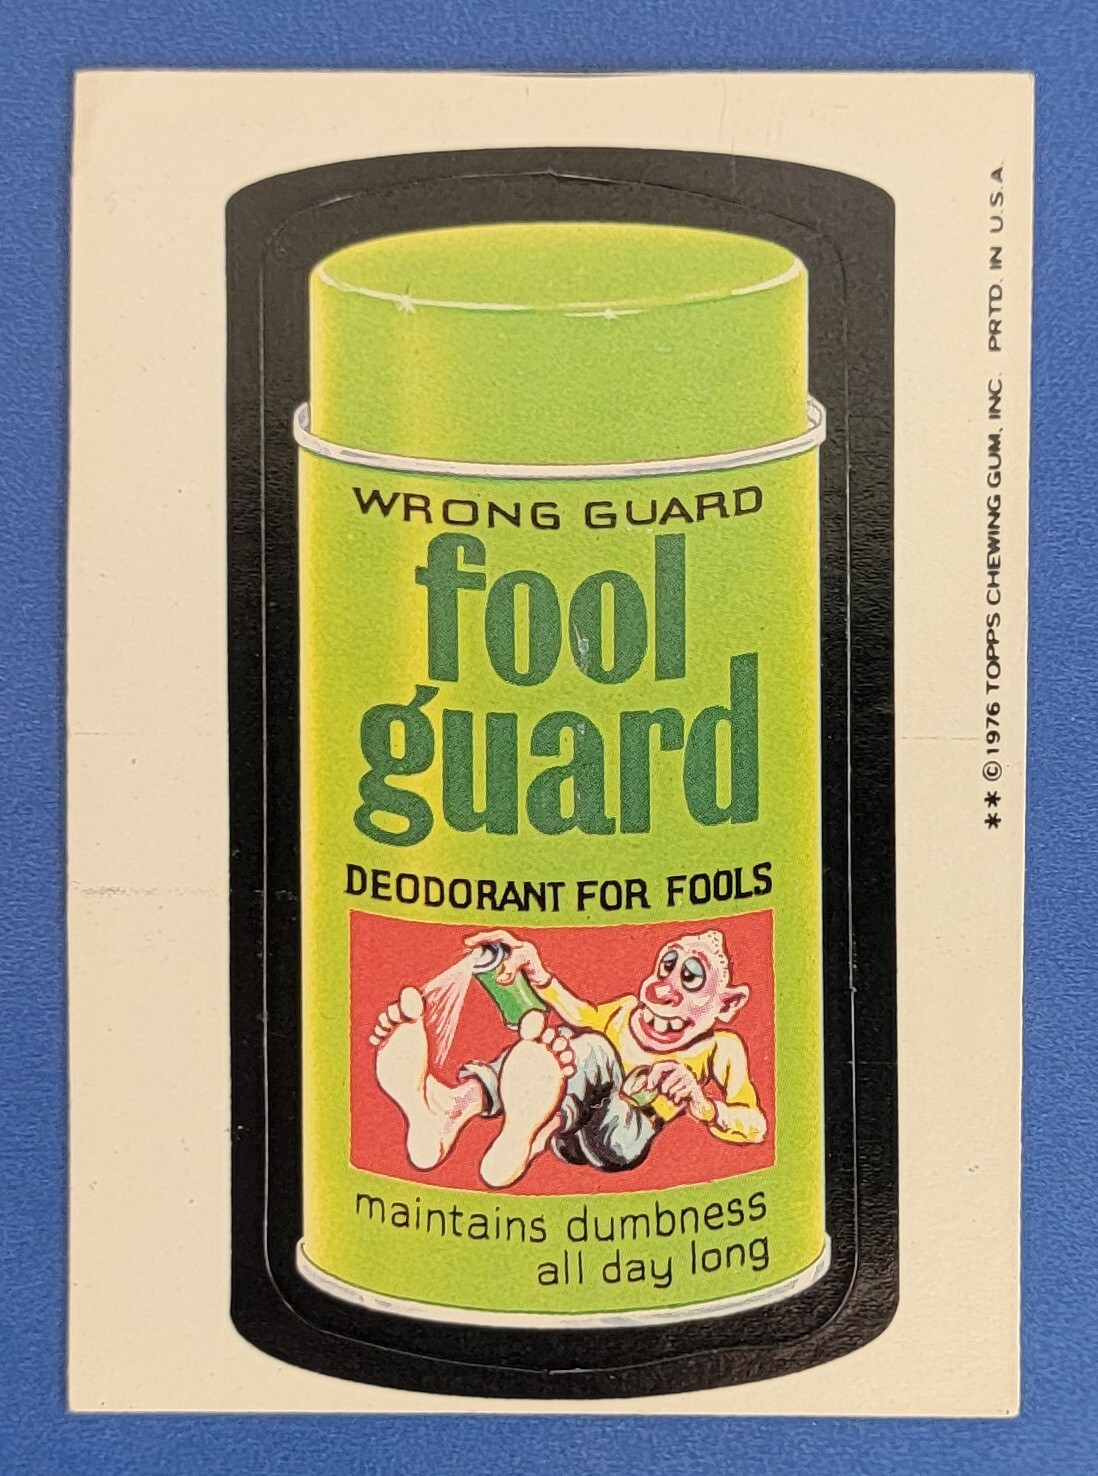 WRONG GUARD
fool
guard
DEODORANT FOR FOOLS
maintains dumbness
all day long
** ©1976 TOPPS CHEWING GUM, INC. PRTD. IN U.S.A.